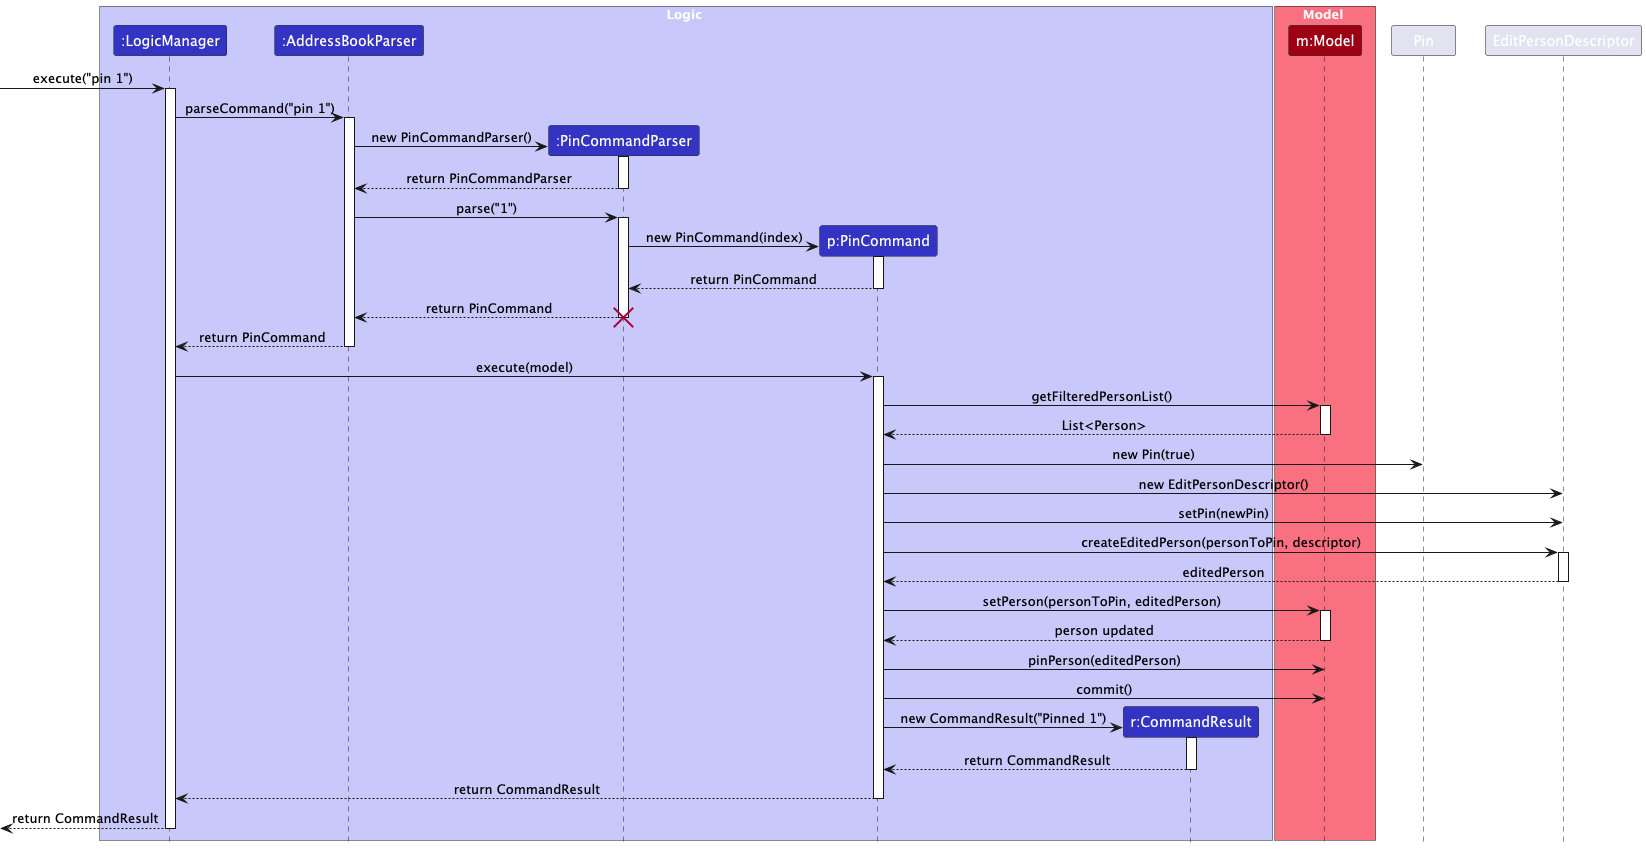 Logic
Model
:LogicManager
:AddressBookParser
m:Model
Pin
EditPersonDescriptor
execute("pin 1")
parseCommand("pin 1")
new PinCommandParser()
:PinCommandParser
return PinCommandParser
parse("1")
new PinCommand(index)
p:PinCommand
return PinCommand
return PinCommand
return PinCommand
execute(model)
getFilteredPersonList()
List<Person>
new Pin(true)
new EditPersonDescriptor()
setPin(newPin)
createEditedPerson(personToPin, descriptor)
editedPerson
setPerson(personToPin, editedPerson)
person updated
pinPerson(editedPerson)
commit()
new CommandResult("Pinned 1")
r:CommandResult
return CommandResult
return CommandResult
return CommandResult